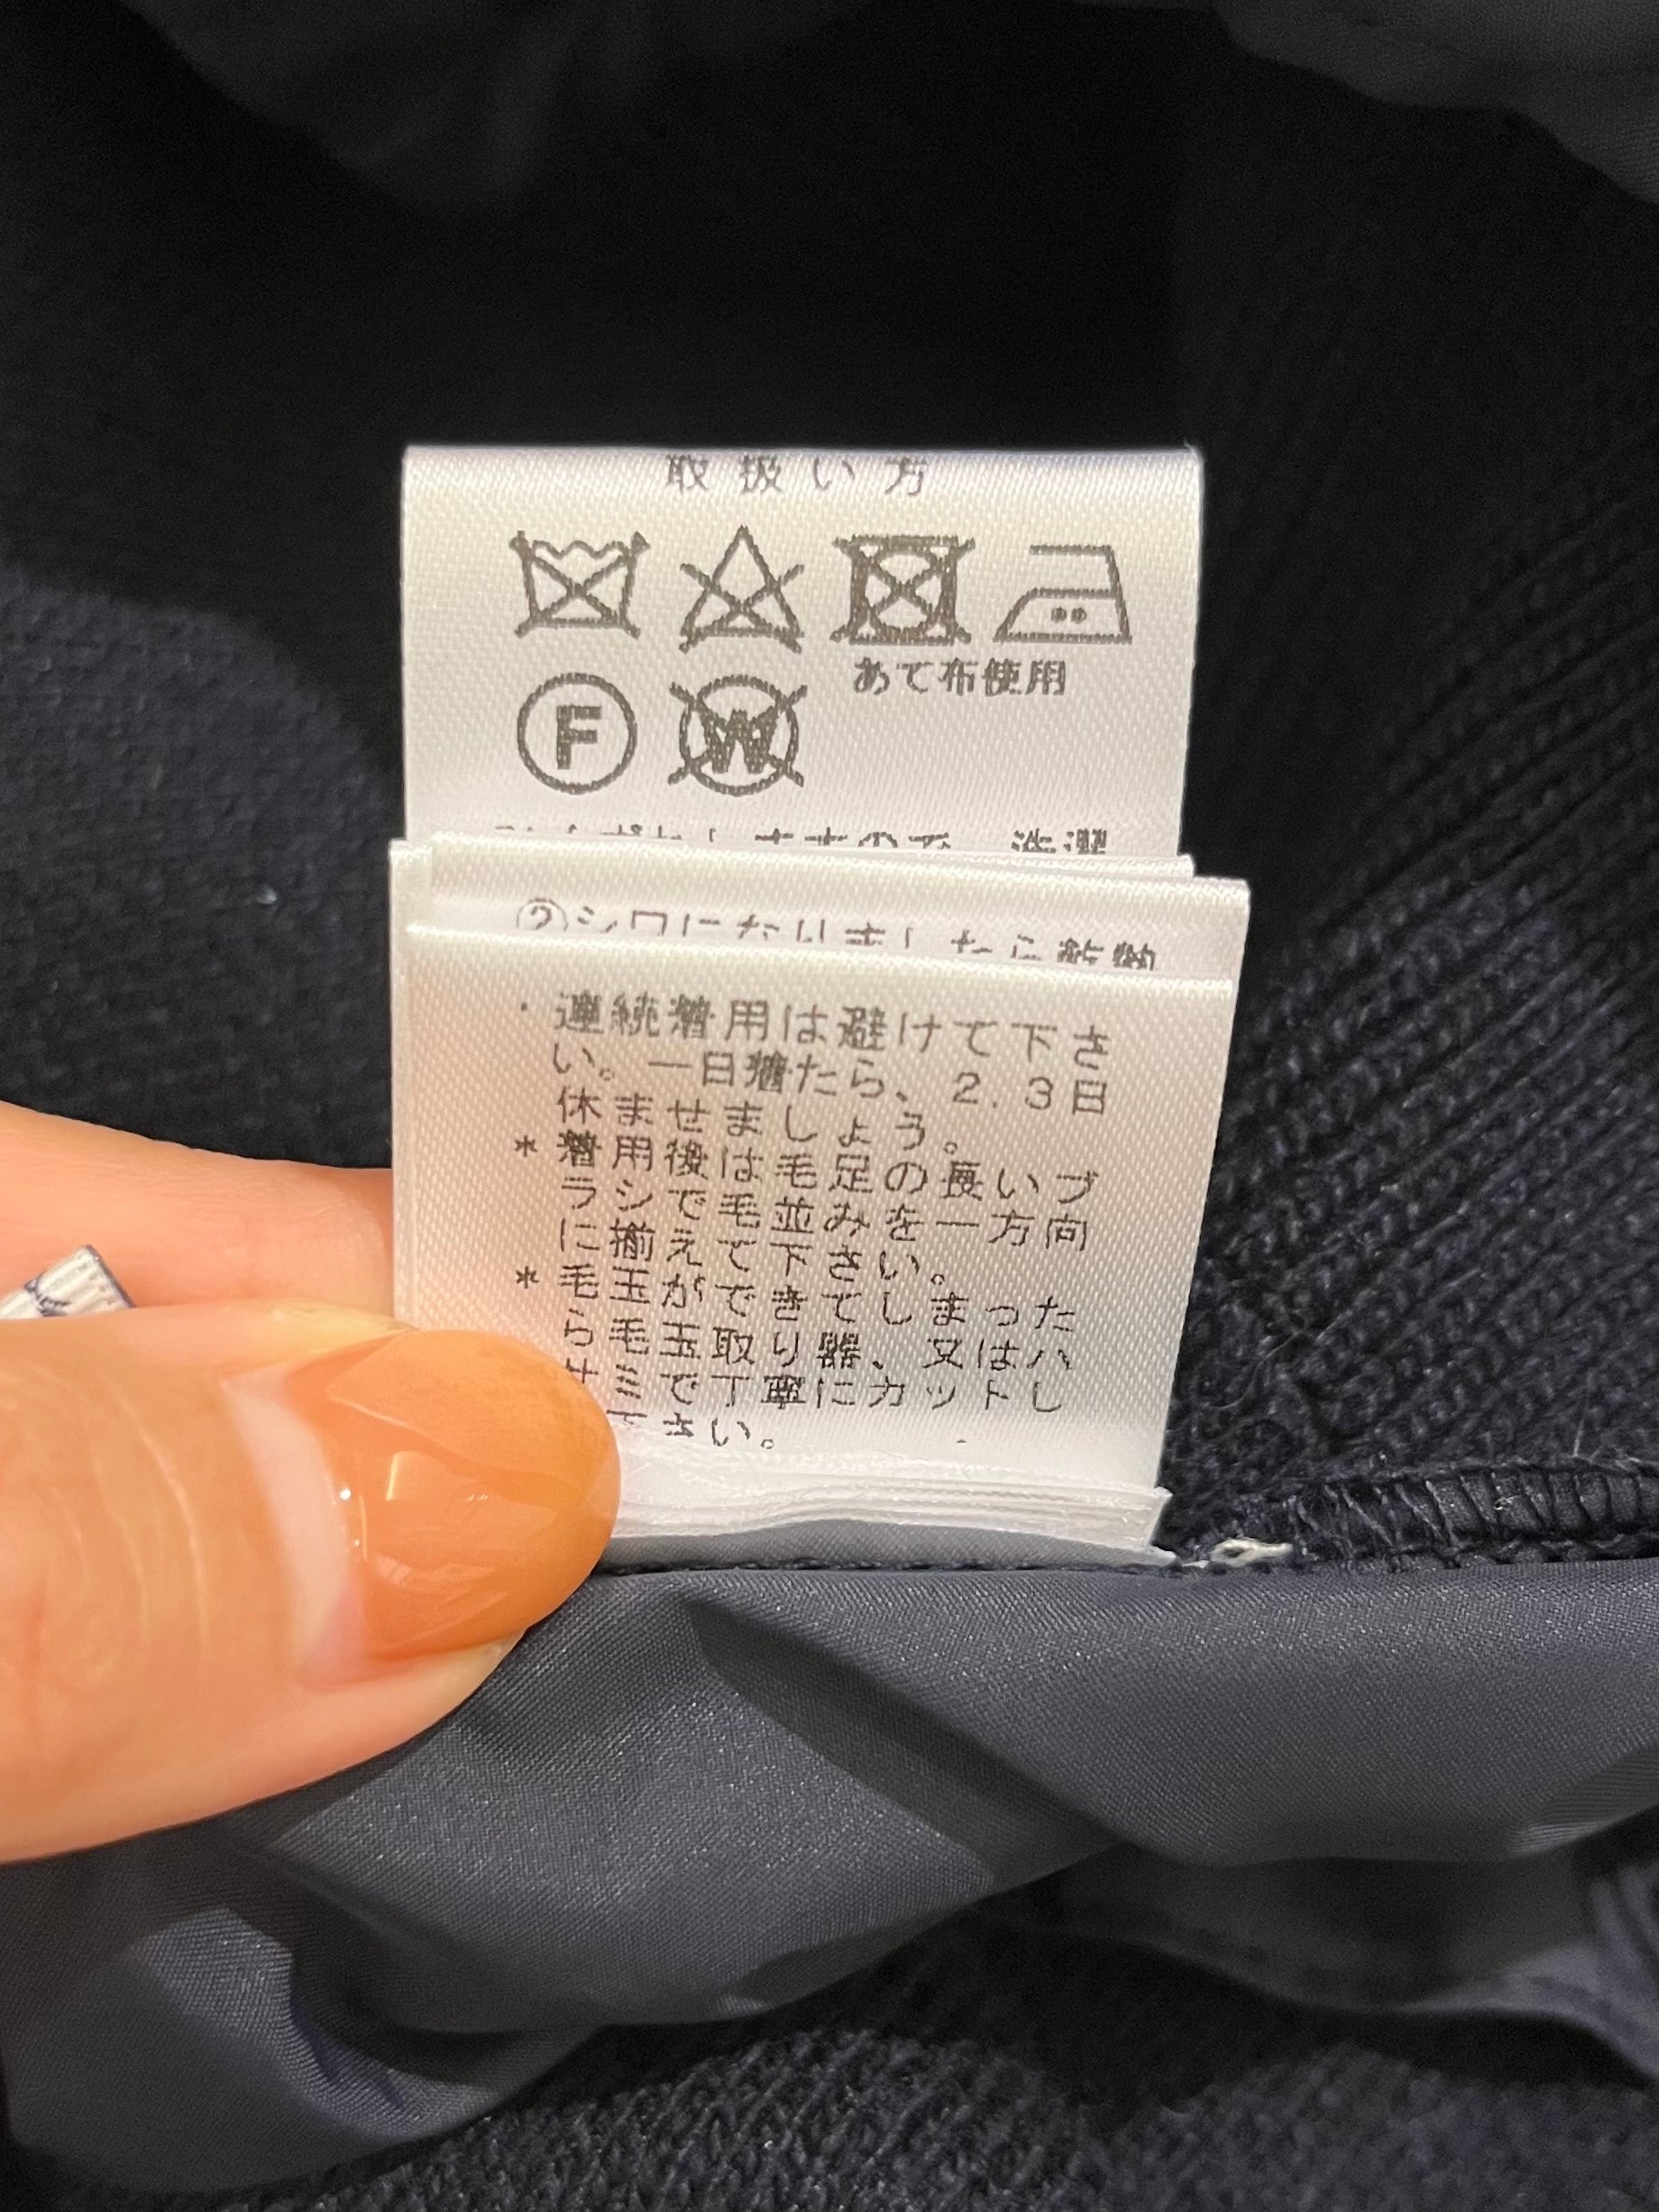 取扱い方
あて布使用
F
W
②シワになりましたら
・連続着用は避けて下さ
い。一日着たら、2.3日
休ませましょう。
*着用後は毛足の長いブ
ラシで毛並みを一方向
に揃えて下さい。
*毛玉ができてしまった
ら毛玉取り器、又はハ
サミで丁寧にカットし
下さい。